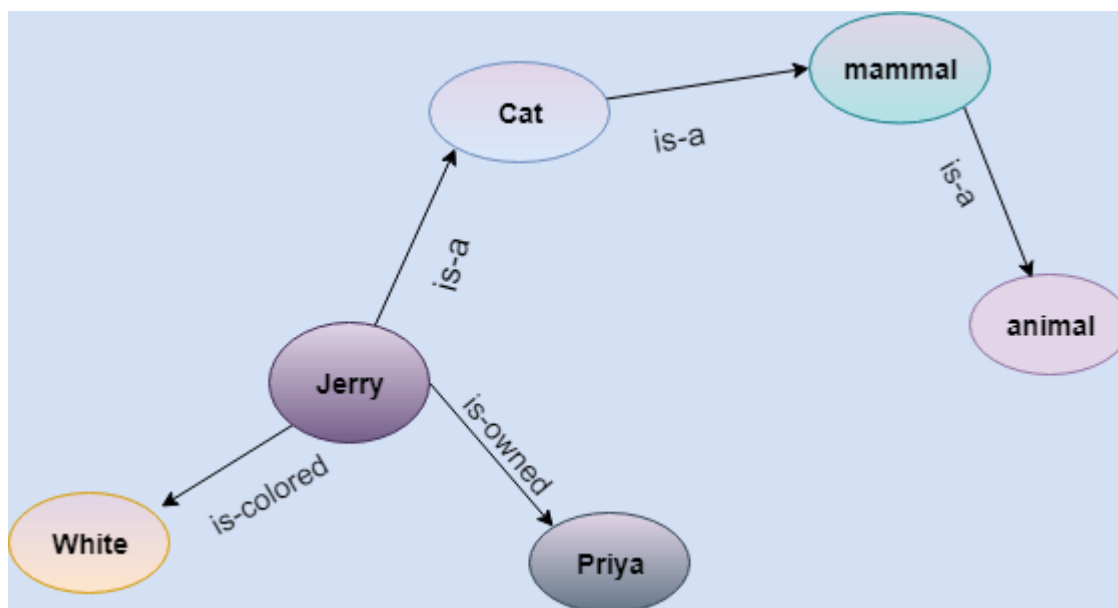 mammal
Cat
is-a
is-a
is-a
animal
Jerry
is-owned
is-colored
White
Priya